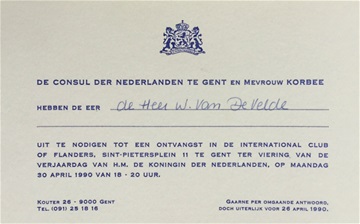 DE CONSUL DER NEDERLANDEN TE GENT EN MEVROUW KORBEE
HEBBEN DE EER de Heer W. Van De Velde
UIT TE NODIGEN TOT EEN ONTVANGST IN DE INTERNATIONAL CLUB
OF FLANDERS, SINT-PIETERSPLEIN 11 TE GENT TER VIERING VAN DE
VERJAARDAG VAN H.M. DE KONINGIN DER NEDERLANDEN, OP MAANDAG
30 APRIL 1990 VAN 18 - 20 UUR.
KOUTER 26 - 9000 GENT
TEL. (091) 25 18 16
GAARNE PER OMGAANDE ANTWOORD,
DOCH UITERLIJK VOOR 26 APRIL 1990.